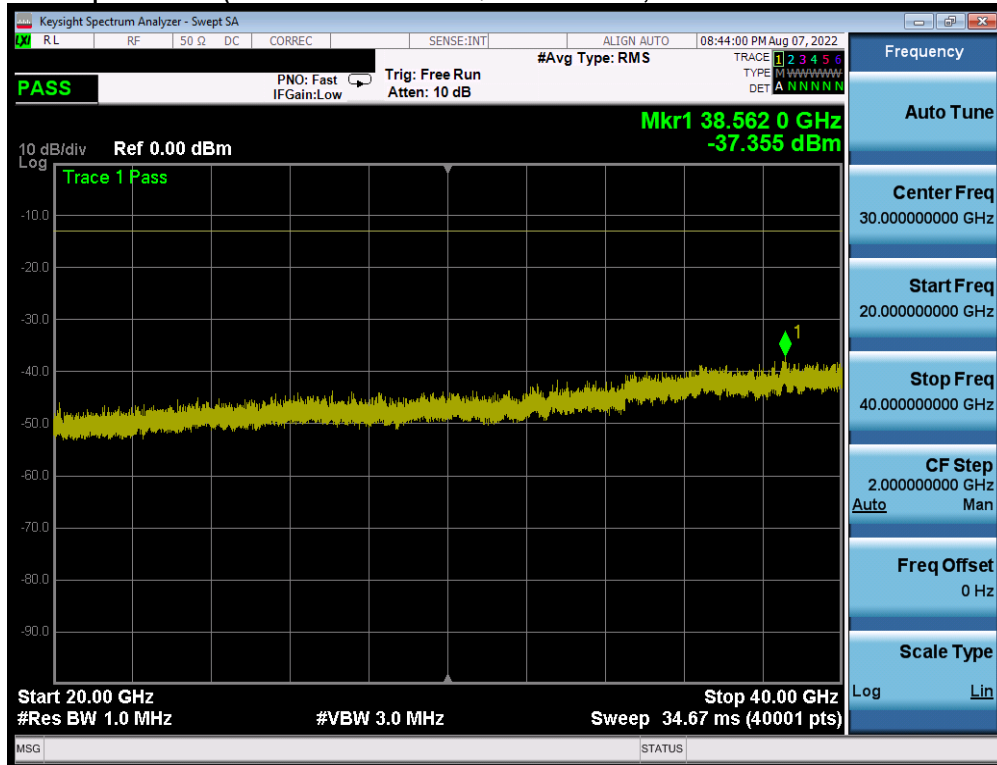 Keysight Spectrum Analyzer - Swept SA
LXI RL RF 50 Ω DC CORREC SENSE:INT ALIGN AUTO 08:44:00 PM Aug 07, 2022
PASS
PNO: Fast
IFGain:Low
Trig: Free Run
Atten: 10 dB
#Avg Type: RMS
TRACE 1 2 3 4 5 6
TYPE M WWWWW
DET A N N N N N
Mkr1 38.562 0 GHz
-37.355 dBm
10 dB/div Ref 0.00 dBm
Log
Trace 1 Pass
1
-10.0
-20.0
-30.0
-40.0
-50.0
-60.0
-70.0
-80.0
-90.0
Start 20.00 GHz Stop 40.00 GHz
#Res BW 1.0 MHz #VBW 3.0 MHz Sweep 34.67 ms (40001 pts)
MSG STATUS
Frequency
Auto Tune
Center Freq
30.000000000 GHz
Start Freq
20.000000000 GHz
Stop Freq
40.000000000 GHz
CF Step
2.000000000 GHz
Auto Man
Freq Offset
0 Hz
Scale Type
Log Lin